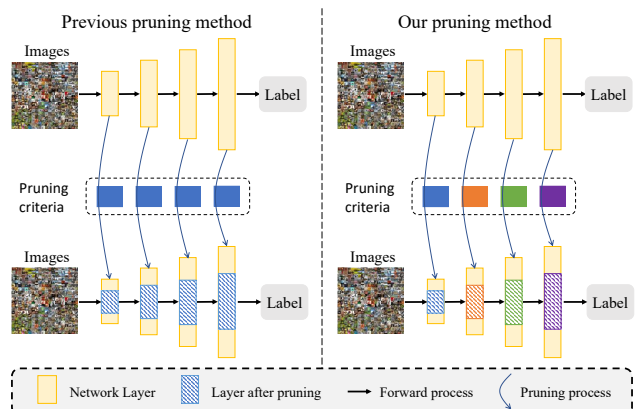 Previous pruning method
Images
Label
Pruning
criteria
Images
Label
Our pruning method
Images
Label
Pruning
criteria
Images
Label
Network Layer
Layer after pruning
Forward process
Pruning process